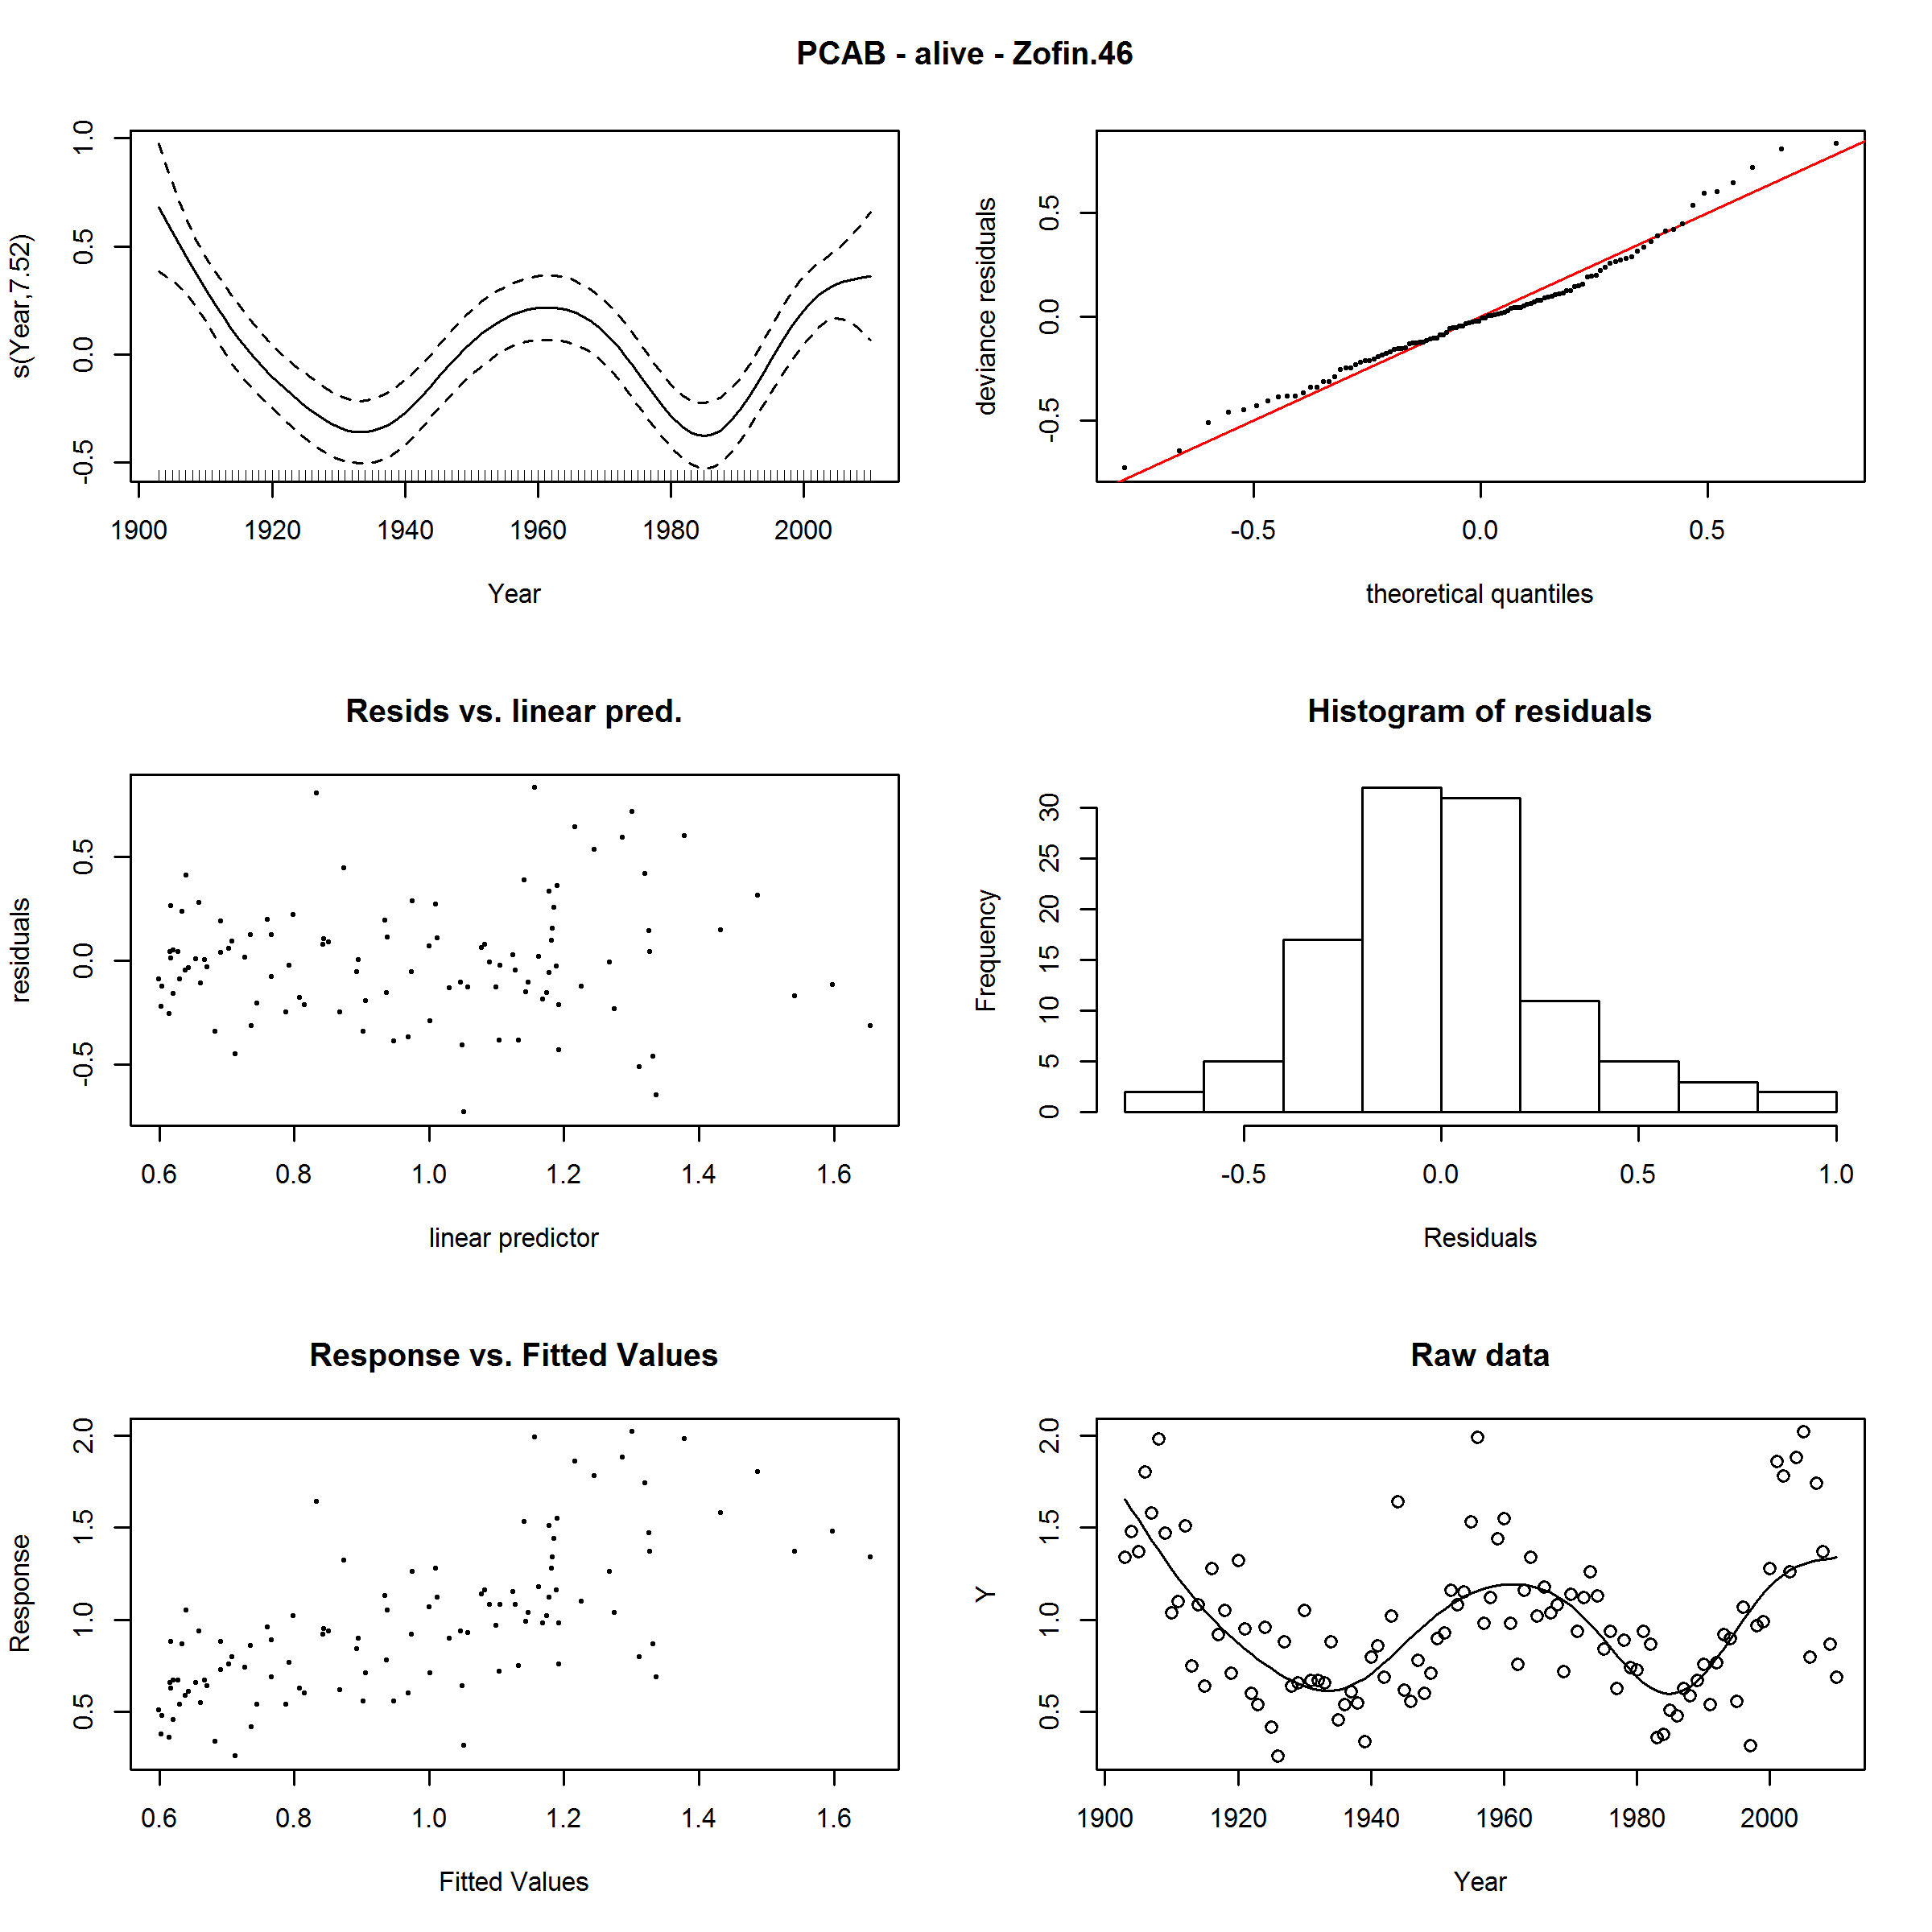 PCAB - alive - Zofin.46
s(Year,7.52)
-0.5 0.0 0.5 1.0
1900 1920 1940 1960 1980 2000
Year
deviance residuals
-0.5 0.0 0.5
-0.5 0.0 0.5
theoretical quantiles
Resids vs. linear pred.
residuals
-0.5 0.0 0.5
0.6 0.8 1.0 1.2 1.4 1.6
linear predictor
Histogram of residuals
Frequency
0 5 10 15 20 25 30
-0.5 0.0 0.5 1.0
Residuals
Response vs. Fitted Values
Response
0.5 1.0 1.5 2.0
0.6 0.8 1.0 1.2 1.4 1.6
Fitted Values
Raw data
Y
0.5 1.0 1.5 2.0
1900 1920 1940 1960 1980 2000
Year